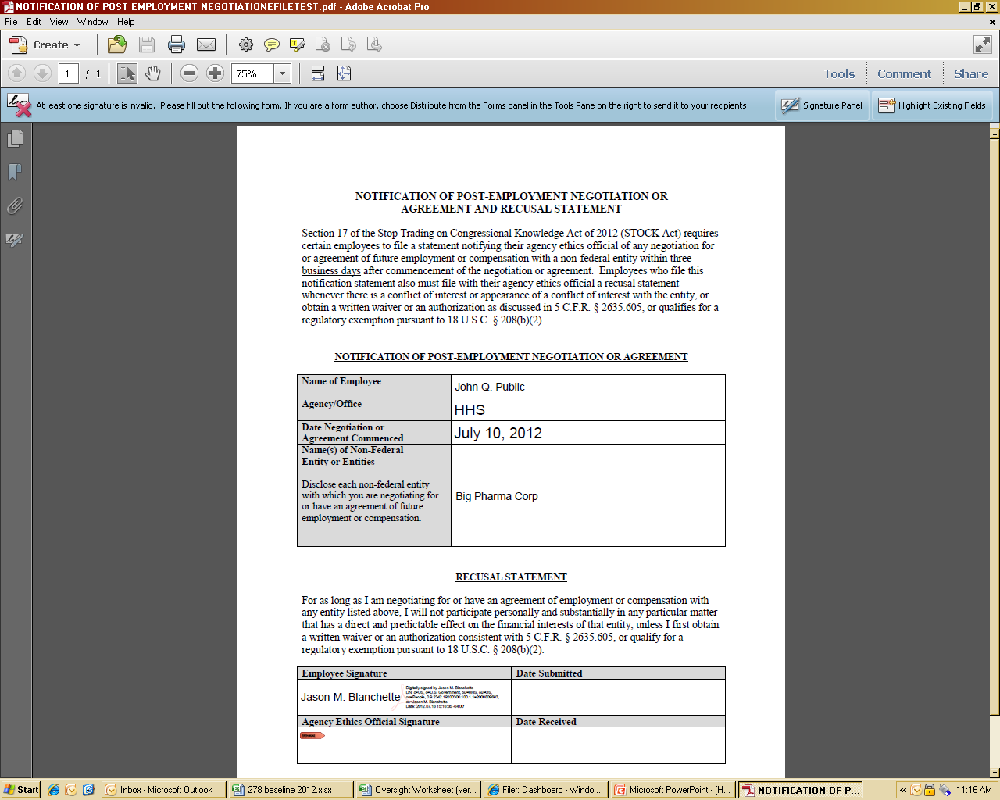 NOTIFICATION OF POST EMPLOYMENT NEGOTIATIONEFILETEST.pdf - Adobe Acrobat Pro
File Edit View Window Help
Create
1 / 1 75% Tools Comment Share
At least one signature is invalid. Please fill out the following form. If you are a form author, choose Distribute from the Forms panel in the Tools Pane on the right to send it to your recipients. Signature Panel Highlight Existing Fields
NOTIFICATION OF POST-EMPLOYMENT NEGOTIATION OR
AGREEMENT AND RECUSAL STATEMENT
Section 17 of the Stop Trading on Congressional Knowledge Act of 2012 (STOCK Act) requires
certain employees to file a statement notifying their agency ethics official of any negotiation for
or agreement of future employment or compensation with a non-federal entity within three
business days after commencement of the negotiation or agreement. Employees who file this
notification statement also must file with their agency ethics official a recusal statement
whenever there is a conflict of interest or appearance of a conflict of interest with the entity, or
obtain a written waiver or an authorization as discussed in 5 C.F.R. § 2635.605, or qualifies for a
regulatory exemption pursuant to 18 U.S.C. § 208(b)(2).
NOTIFICATION OF POST-EMPLOYMENT NEGOTIATION OR AGREEMENT
Name of Employee John Q. Public
Agency/Office HHS
Date Negotiation or
Agreement Commenced July 10, 2012
Name(s) of Non-Federal
Entity or Entities
Disclose each non-federal entity
with which you are negotiating for
or have an agreement of future
employment or compensation.
Big Pharma Corp
RECUSAL STATEMENT
For as long as I am negotiating for or have an agreement of employment or compensation with
any entity listed above, I will not participate personally and substantially in any particular matter
that has a direct and predictable effect on the financial interests of that entity, unless I first obtain
a written waiver or an authorization consistent with 5 C.F.R. § 2635.605, or qualify for a
regulatory exemption pursuant to 18 U.S.C. § 208(b)(2).
Employee Signature Date Submitted
Jason M. Blanchette
Digitally signed by Jason M. Blanchette
DN: c=US, o=U.S. Government, ou=HHS, ou=OS,
cn=Jason M. Blanchette
Date: 2012.07.16 15:16:35 -04'00'
Agency Ethics Official Signature Date Received
Start Inbox - Microsoft Outlook 278 baseline 2012.xlsx Oversight Worksheet (ver... Filer: Dashboard - Windo... Microsoft PowerPoint - [H... NOTIFICATION OF P... « 11:16 AM